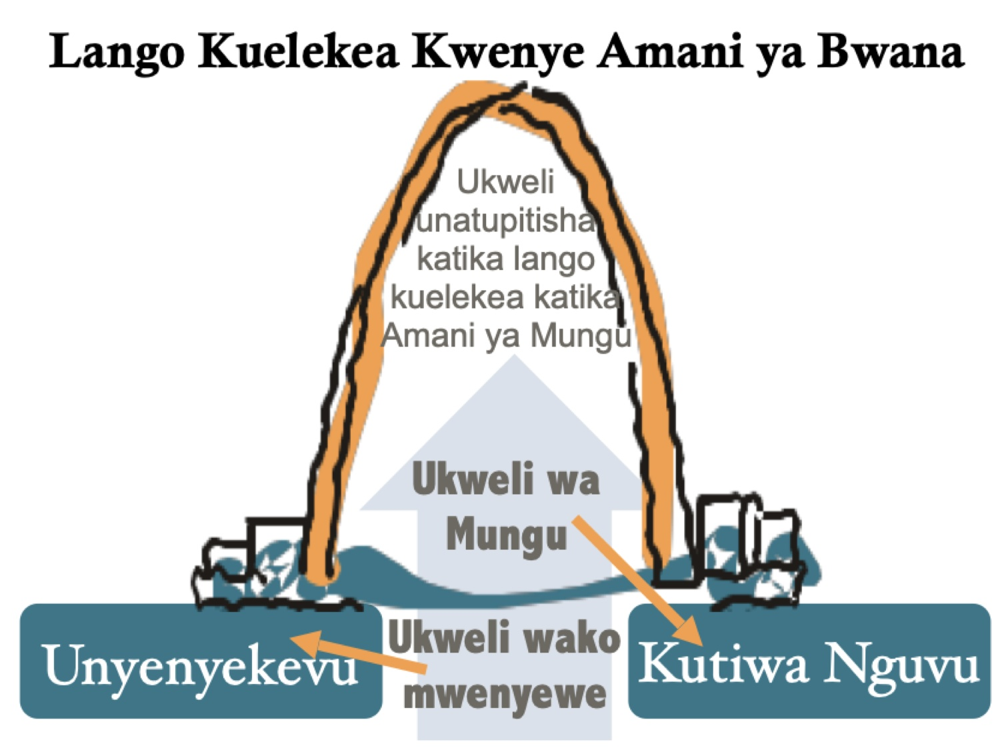 Lango Kuelekea Kwenye Amani ya Bwana
Ukweli
unatupitisha
katika lango
kuelekea katika
Amani ya Mungu
Ukweli wa
Mungu
Ukweli wako
mwenyewe
Unyenyekevu
Kutiwa Nguvu